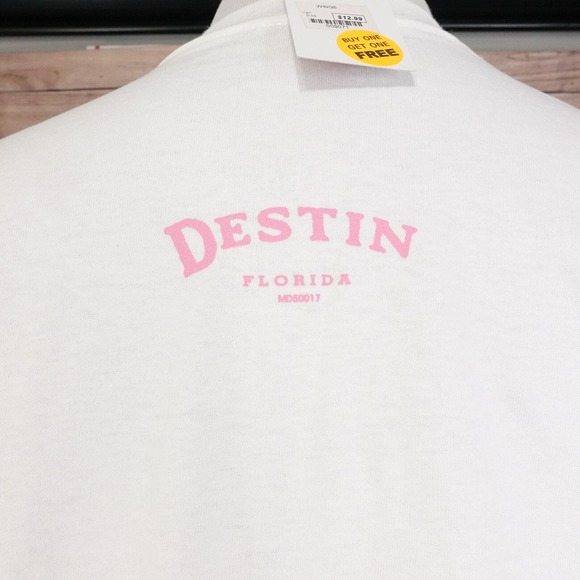 $12.99
BUY ONE
GET ONE
FREE
DESTIN
FLORIDA
MDS0017